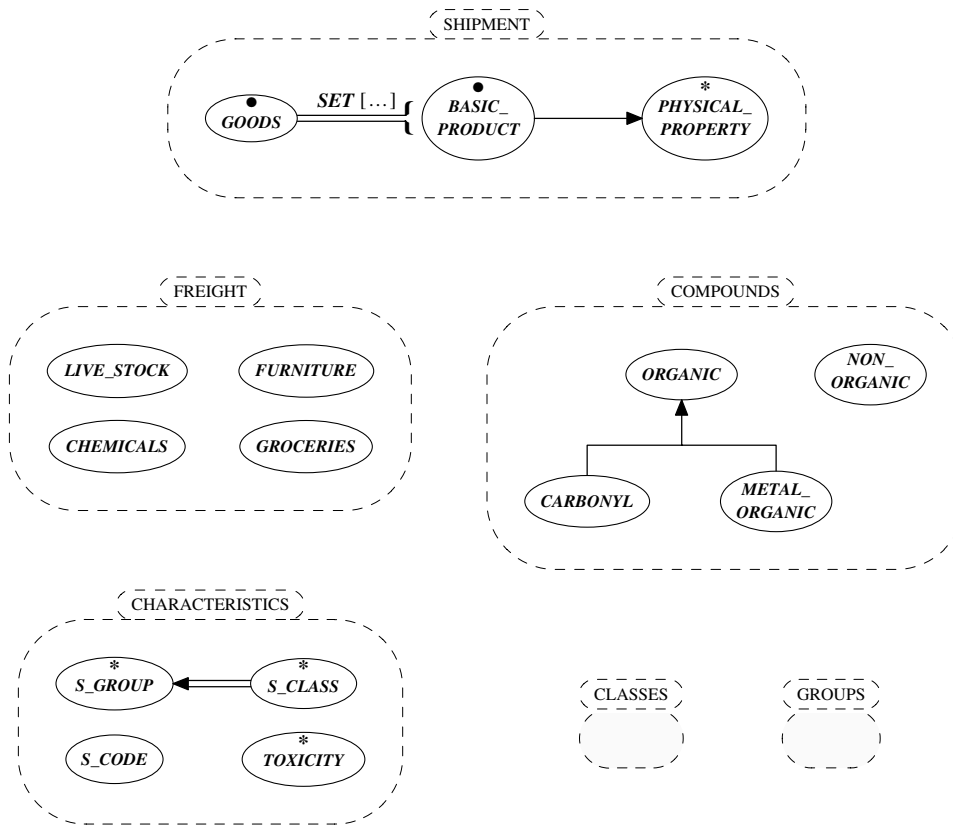 SHIPMENT
GOODS
SET [...]
{
BASIC_
PRODUCT
*
PHYSICAL_
PROPERTY
FREIGHT
LIVE_STOCK
FURNITURE
CHEMICALS
GROCERIES
COMPOUNDS
ORGANIC
NON_
ORGANIC
CARBONYL
METAL_
ORGANIC
CHARACTERISTICS
*
S_GROUP
*
S_CLASS
S_CODE
*
TOXICITY
CLASSES
GROUPS